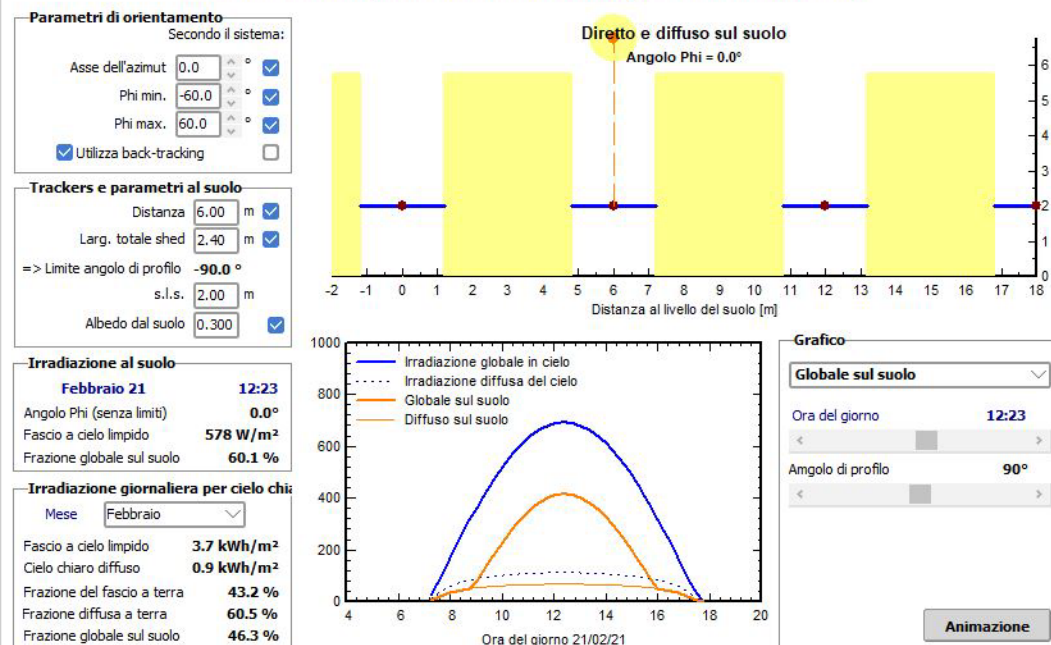 Parametri di orientamento
Secondo il sistema:
Asse dell'azimut 0.0 °
Phi min. -60.0 °
Phi max. 60.0 °
Utilizza back-tracking
Trackers e parametri al suolo
Distanza 6.00 m
Larg. totale shed 2.40 m
=> Limite angolo di profilo -90.0 °
s.l.s. 2.00 m
Albedo dal suolo 0.300
Irradiazione al suolo
Febbraio 21 12:23
Angolo Phi (senza limiti) 0.0°
Fascio a cielo limpido 578 W/m²
Frazione globale sul suolo 60.1 %
Irradiazione giornaliera per cielo chia
Mese Febbraio
Fascio a cielo limpido 3.7 kWh/m²
Cielo chiaro diffuso 0.9 kWh/m²
Frazione del fascio a terra 43.2 %
Frazione diffusa a terra 60.5 %
Frazione globale sul suolo 46.3 %
Diretto e diffuso sul suolo
Angolo Phi = 0.0°
6
5
4
3
2
1
0
-2 -1 0 1 2 3 4 5 6 7 8 9 10 11 12 13 14 15 16 17 18
Distanza al livello del suolo [m]
1000
800
600
400
200
0
Irradiazione globale in cielo
Irradiazione diffusa del cielo
Globale sul suolo
Diffuso sul suolo
4 6 8 10 12 14 16 18 20
Ora del giorno 21/02/21
Grafico
Globale sul suolo
Ora del giorno 12:23
Amgolo di profilo 90°
Animazione